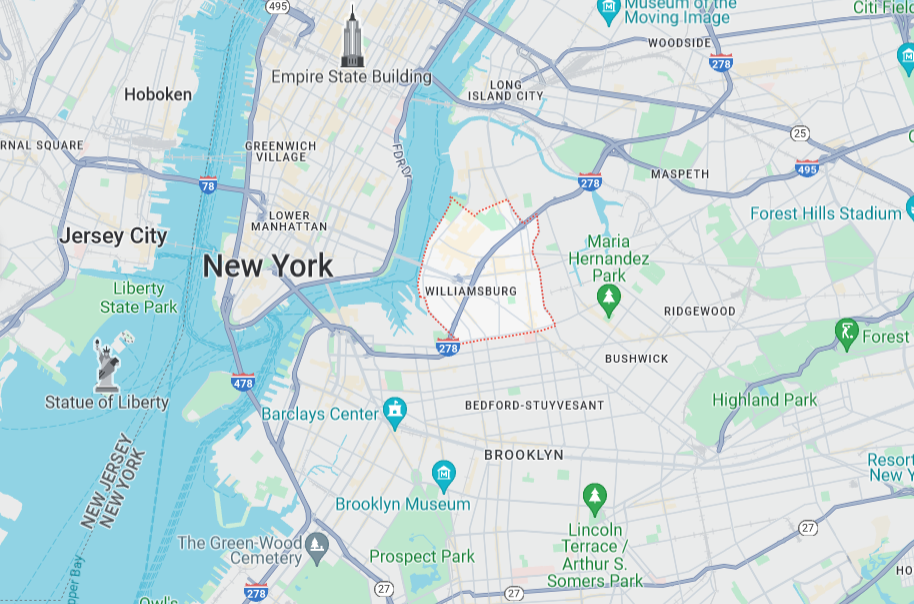 495
Museum of the
Moving Image
Citi Field
WOODSIDE
278
Empire State Building
LONG
ISLAND CITY
Hoboken
25
RNAL SQUARE
GREENWICH
VILLAGE
FDR Dr
495
MASPETH
278
78
LOWER
MANHATTAN
Forest Hills Stadium
Jersey City
Maria
Hernandez
Park
New York
Liberty
State Park
WILLIAMSBURG
RIDGEWOOD
Forest
278
BUSHWICK
478
Statue of Liberty
Highland Park
Barclays Center
BEDFORD-STUYVESANT
BROOKLYN
NEW JERSEY
NEW YORK
Resort
New Y
Brooklyn Museum
27
Lincoln
Terrace /
Arthur S.
Somers Park
The Green-Wood
Cemetery
Prospect Park
HO
pper Bay
278
27
27
Owl's